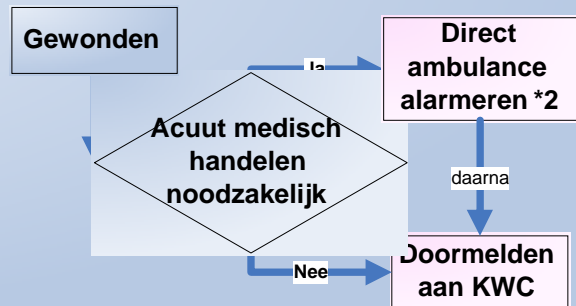 Gewonden
Ja
Direct
ambulance
alarmeren *2
Acuut medisch
handelen
noodzakelijk
daarna
Nee
Doormelden
aan KWC